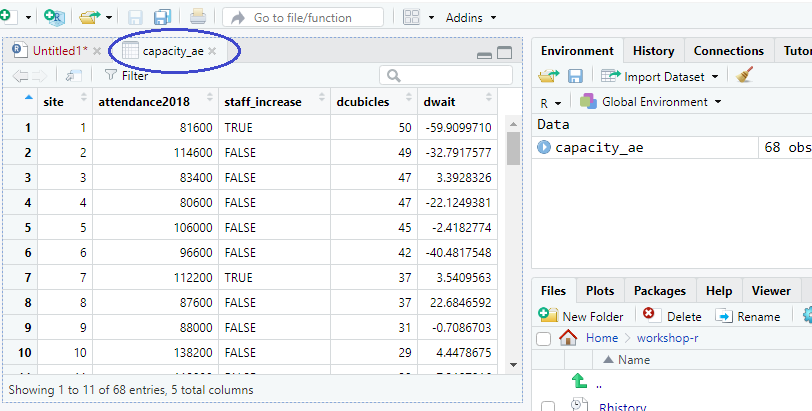 Go to file/function
Addins
Untitled1*
capacity_ae
Filter
site attendance2018 staff_increase dcubicles dwait
1 1 81600 TRUE 50 -59.9099710
2 2 114600 FALSE 49 -32.7917577
3 3 83400 FALSE 47 3.3928326
4 4 80600 FALSE 47 -22.1249381
5 5 106000 FALSE 45 -2.4182774
6 6 96600 FALSE 42 -40.4817548
7 7 112200 TRUE 37 3.5409563
8 8 87600 FALSE 37 22.6846592
9 9 88000 FALSE 31 -0.7086703
10 10 138200 FALSE 29 4.4478675
Showing 1 to 11 of 68 entries, 5 total columns
Environment History Connections Tutor
Import Dataset
R Global Environment
Data
capacity_ae 68 obs
Files Plots Packages Help Viewer
New Folder Delete Rename
Home workshop-r
Name
..
.Rhistory